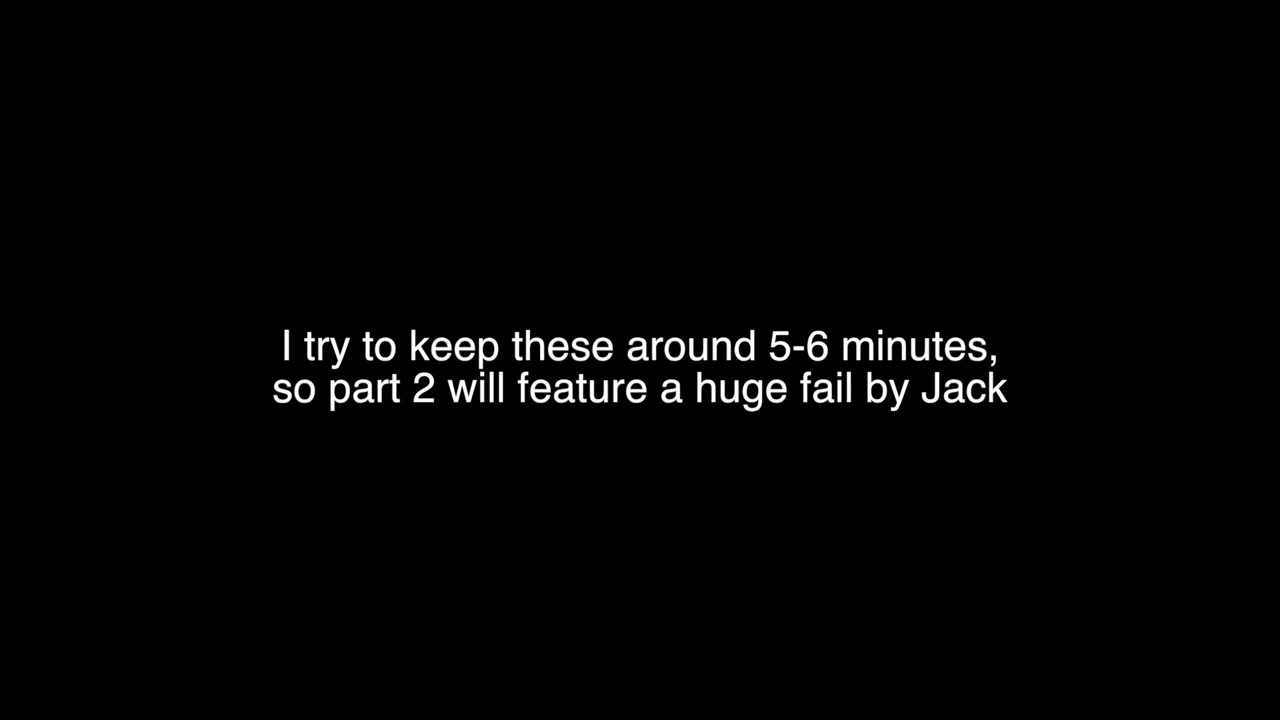 I try to keep these around 5-6 minutes,
so part 2 will feature a huge fail by Jack